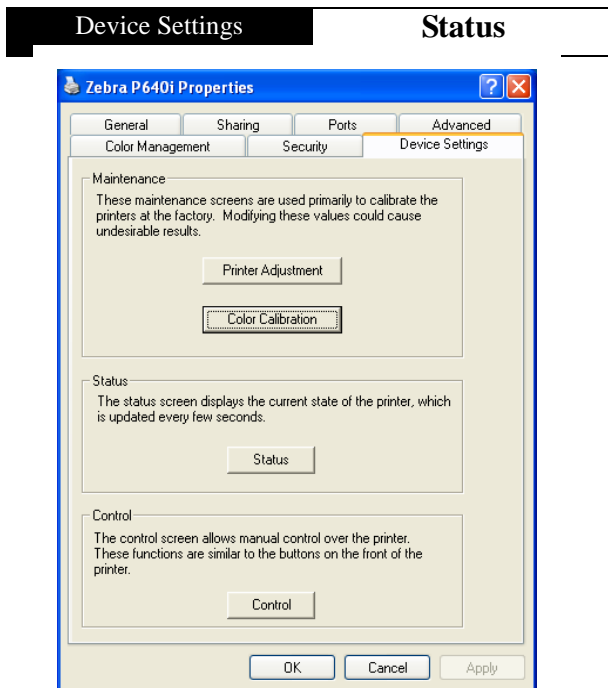 Device Settings Status
Zebra P640i Properties
General Sharing Ports Advanced
Color Management Security Device Settings
Maintenance
These maintenance screens are used primarily to calibrate the
printers at the factory. Modifying these values could cause
undesirable results.
Printer Adjustment
Color Calibration
Status
The status screen displays the current state of the printer, which
is updated every few seconds.
Status
Control
The control screen allows manual control over the printer.
These functions are similar to the buttons on the front of the
printer.
Control
OK Cancel Apply